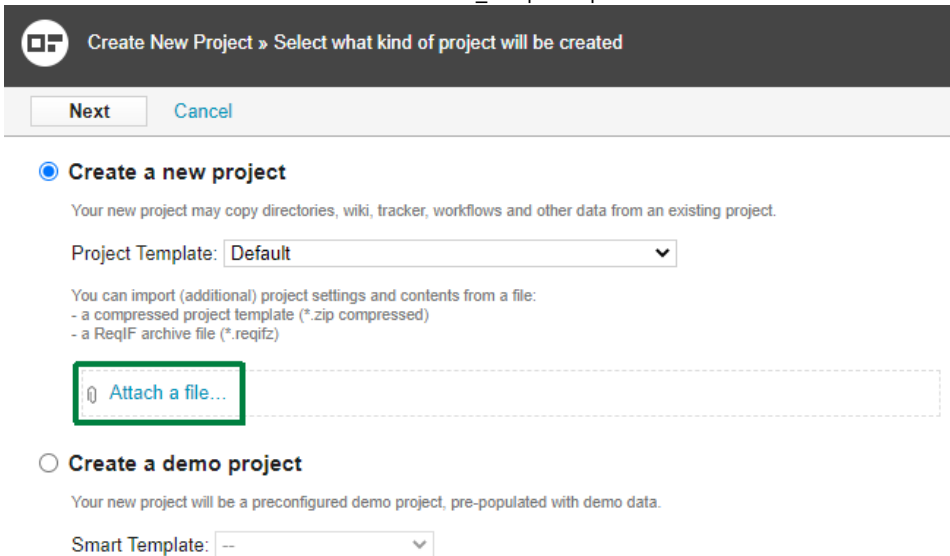 Create New Project » Select what kind of project will be created
Next Cancel
Create a new project
Your new project may copy directories, wiki, tracker, workflows and other data from an existing project.
Project Template: Default
You can import (additional) project settings and contents from a file:
- a compressed project template (*.zip compressed)
- a ReqIF archive file (*.reqifz)
Attach a file...
Create a demo project
Your new project will be a preconfigured demo project, pre-populated with demo data.
Smart Template: --